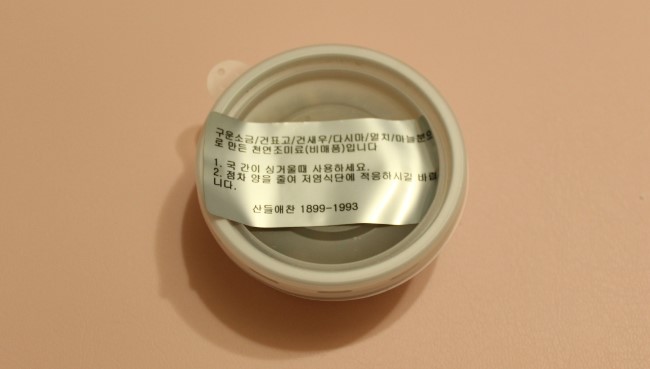 구운소금/건표고/건새우/다시마/멸치/마늘분으
로 만든 천연조미료(비매품)입니다
1. 국 간이 싱거울때 사용하세요.
2. 점차 양을 줄여 저염식단에 적응하시길 바랍
니다.
산들애찬 1899-1993